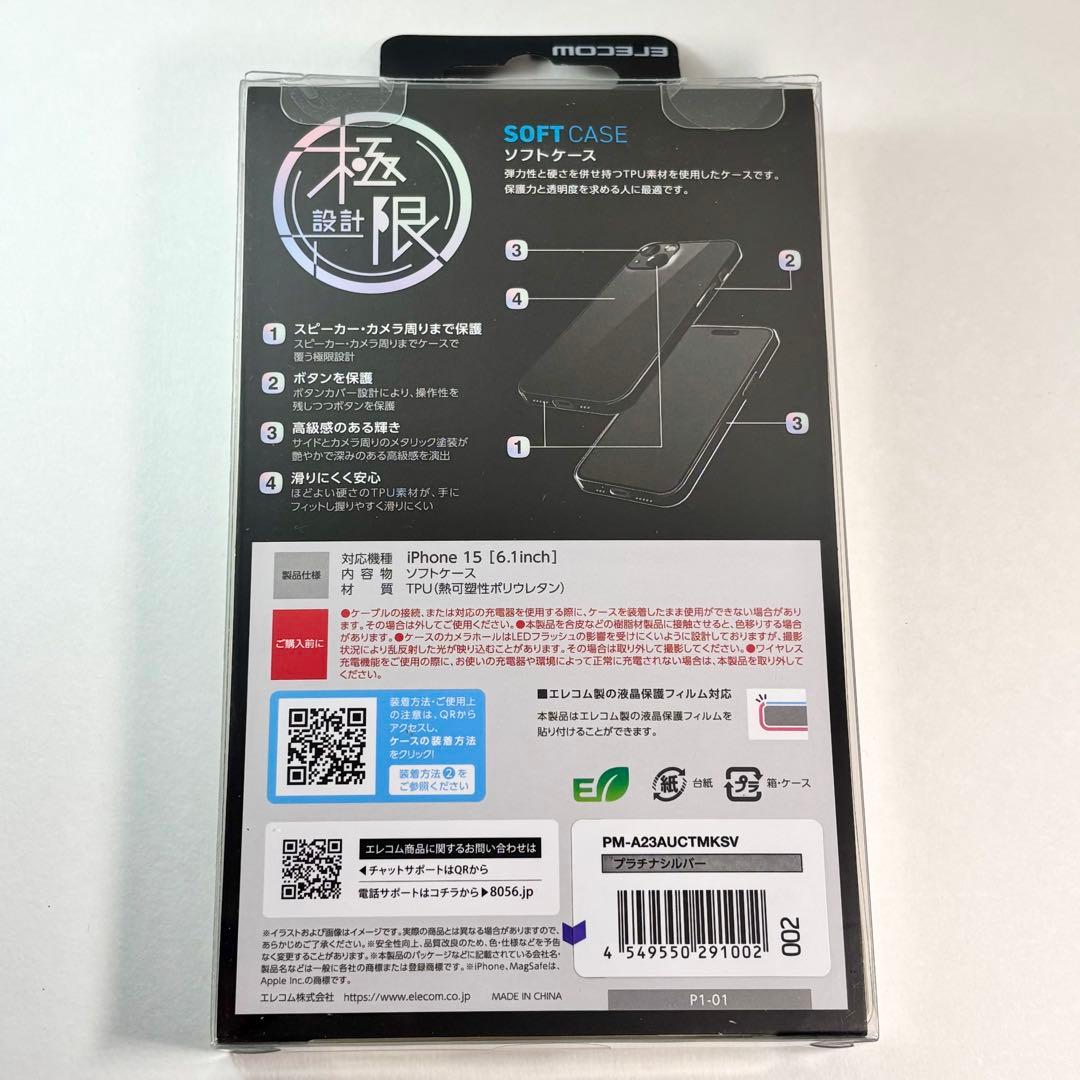 ELECOM
極限
設計
SOFT CASE
ソフトケース
弾力性と硬さを併せ持つTPU素材を使用したケースです。
保護力と透明度を求める人に最適です。
3
2
4
1
3
1 スピーカー・カメラ周りまで保護
スピーカー・カメラ周りまでケースで
覆う極限設計
2 ボタンを保護
ボタンカバー設計により、操作性を
残しつつボタンを保護
3 高級感のある輝き
サイドとカメラ周りのメタリック塗装が
艶やかで深みのある高級感を演出
4 滑りにくく安心
ほどよい硬さのTPU素材が、手に
フィットし握りやすく滑りにくい
製品仕様
対応機種 iPhone 15 [6.1inch]
内容物 ソフトケース
材質 TPU(熱可塑性ポリウレタン)
ご購入前に
●ケーブルの接続、または対応の充電器を使用する際に、ケースを装着したまま使用ができない場合があり
ます。その場合は外してご使用ください。●本製品を合皮などの樹脂材製品に接触させると、色移りする場合
があります。●ケースのカメラホールはLEDフラッシュの影響を受けにくいように設計しておりますが、撮影
状況により乱反射した光が映り込むことがあります。その場合は取り外して撮影してください。●ワイヤレス
充電機能をご使用の際に、お使いの充電器や環境によって正常に充電されない場合は、本製品を取り外して
ください。
装着方法・ご使用上
の注意は、QRから
アクセスし、
ケースの装着方法
をクリック!
装着方法2を
ご参照ください
■エレコム製の液晶保護フィルム対応
本製品はエレコム製の液晶保護フィルムを
貼り付けることができます。
紙 台紙
プラ 箱・ケース
エレコム商品に関するお問い合わせは
◀チャットサポートはQRから
電話サポートはコチラから▶8056.jp
PM-A23AUCTMKSV
プラチナシルバー
4 549550 291002
002
※イラストおよび画像はイメージです。実際の商品とは異なる場合がありますので、
あらかじめご了承ください。※安全性向上、品質改良のため、色・仕様などを予告
なく変更することがあります。※本製品のパッケージなどに記載されている会社名・
製品名などは一般に各社の商標または登録商標です。※iPhone、MagSafeは、
Apple Inc.の商標です。
エレコム株式会社 https://www.elecom.co.jp MADE IN CHINA
P1-01